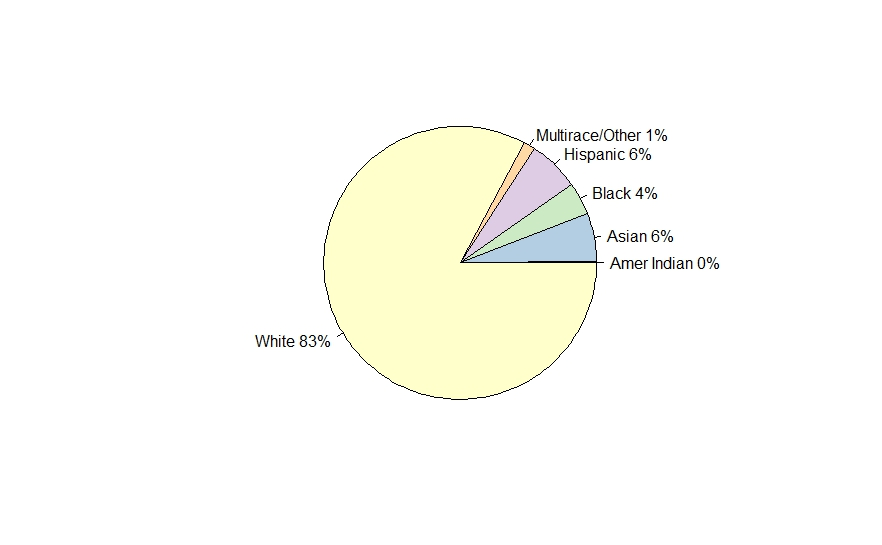 Multirace/Other 1%
Hispanic 6%
Black 4%
Asian 6%
Amer Indian 0%
White 83%